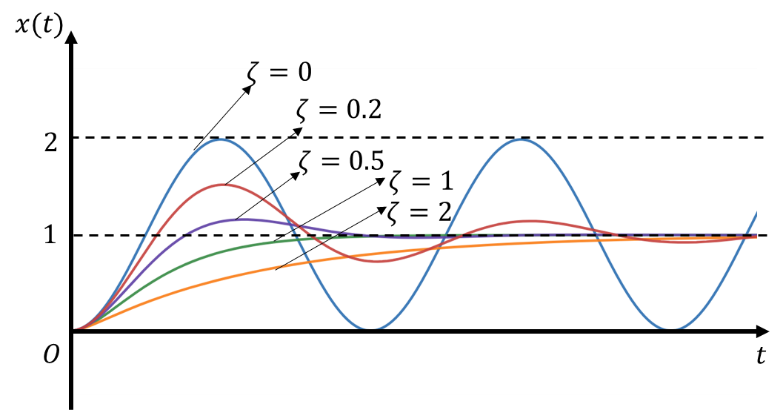 x(t)
ζ = 0
ζ = 0.2
2
ζ = 0.5
ζ = 1
ζ = 2
1
O
t